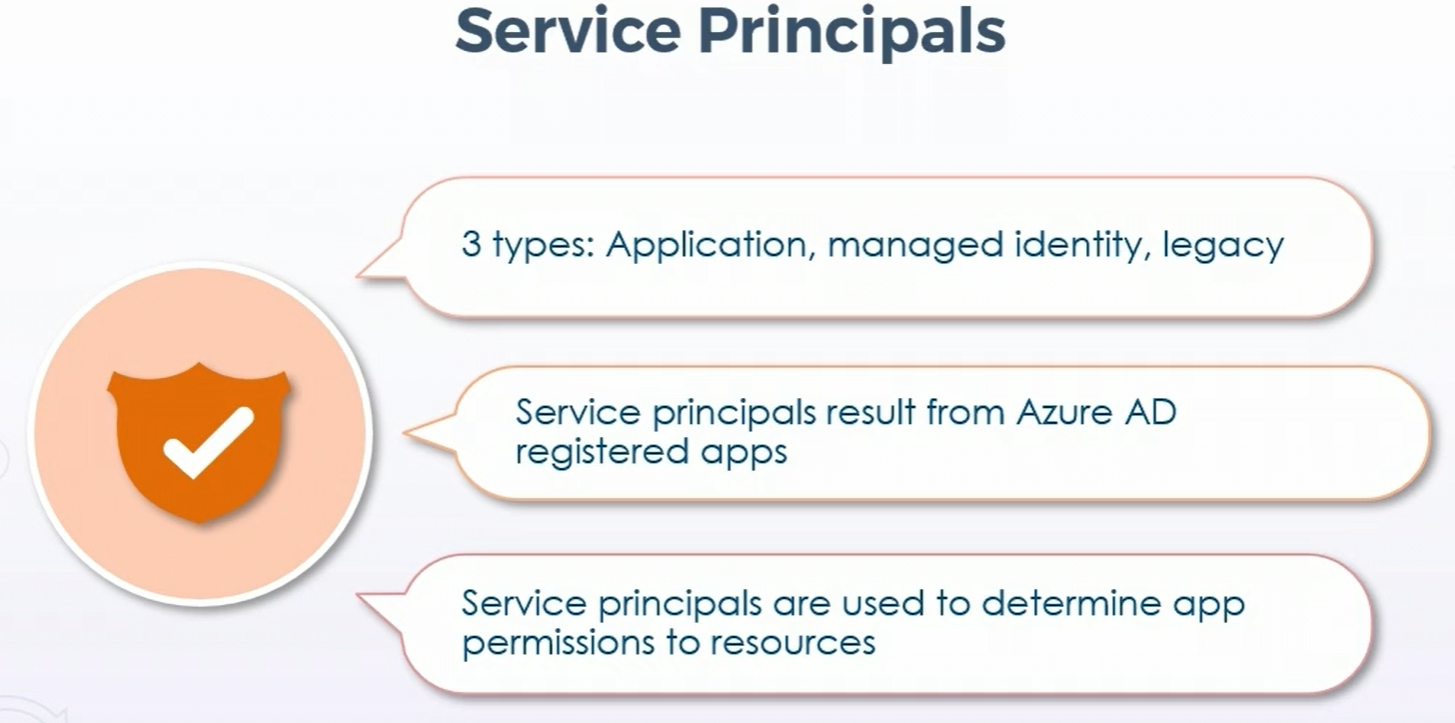 Service Principals
3 types: Application, managed identity, legacy
Service principals result from Azure AD
registered apps
Service principals are used to determine app
permissions to resources